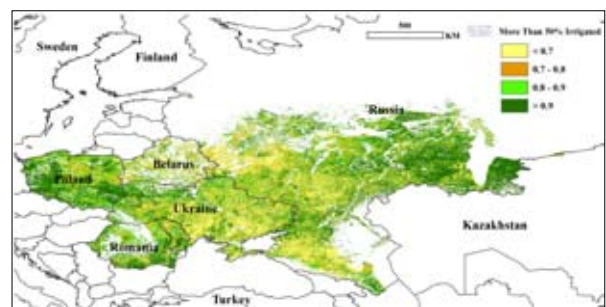 500
KM
More Than 50% Irrigated
< 0.7
0.7 - 0.8
0.8 - 0.9
> 0.9
Sweden
Finland
Russia
Belarus
Poland
Ukraine
Romania
Kazakhstan
Turkey